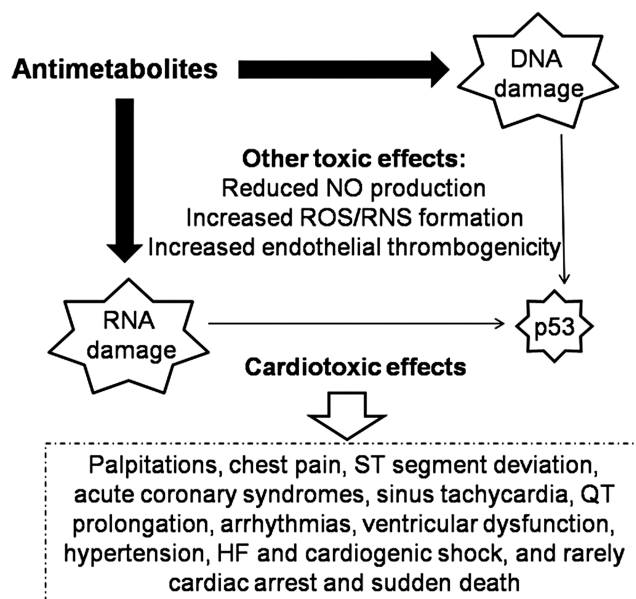 Antimetabolites
DNA
damage
Other toxic effects:
Reduced NO production
Increased ROS/RNS formation
Increased endothelial thrombogenicity
RNA
damage
p53
Cardiotoxic effects
Palpitations, chest pain, ST segment deviation,
acute coronary syndromes, sinus tachycardia, QT
prolongation, arrhythmias, ventricular dysfunction,
hypertension, HF and cardiogenic shock, and rarely
cardiac arrest and sudden death